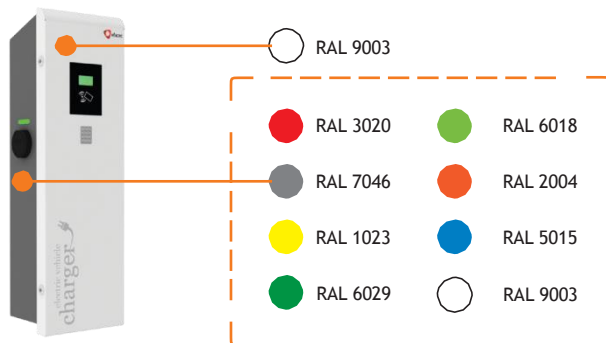 RAL 9003
RAL 3020
RAL 6018
RAL 7046
RAL 2004
RAL 1023
RAL 5015
RAL 6029
RAL 9003
electric vehicle
charger